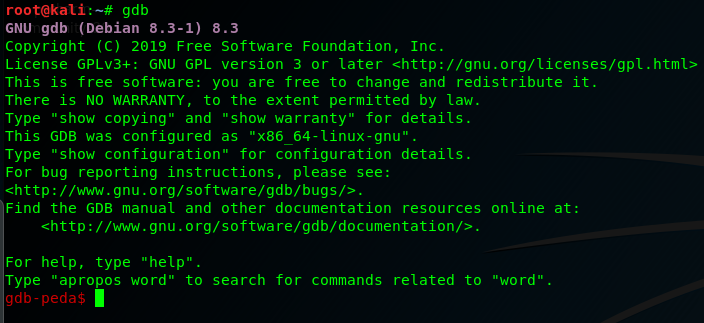 root@kali:~# gdb
GNU gdb (Debian 8.3-1) 8.3
Copyright (C) 2019 Free Software Foundation, Inc.
License GPLv3+: GNU GPL version 3 or later <http://gnu.org/licenses/gpl.html>
This is free software: you are free to change and redistribute it.
There is NO WARRANTY, to the extent permitted by law.
Type "show copying" and "show warranty" for details.
This GDB was configured as "x86_64-linux-gnu".
Type "show configuration" for configuration details.
For bug reporting instructions, please see:
<http://www.gnu.org/software/gdb/bugs/>.
Find the GDB manual and other documentation resources online at:
    <http://www.gnu.org/software/gdb/documentation/>.

For help, type "help".
Type "apropos word" to search for commands related to "word".
gdb-peda$